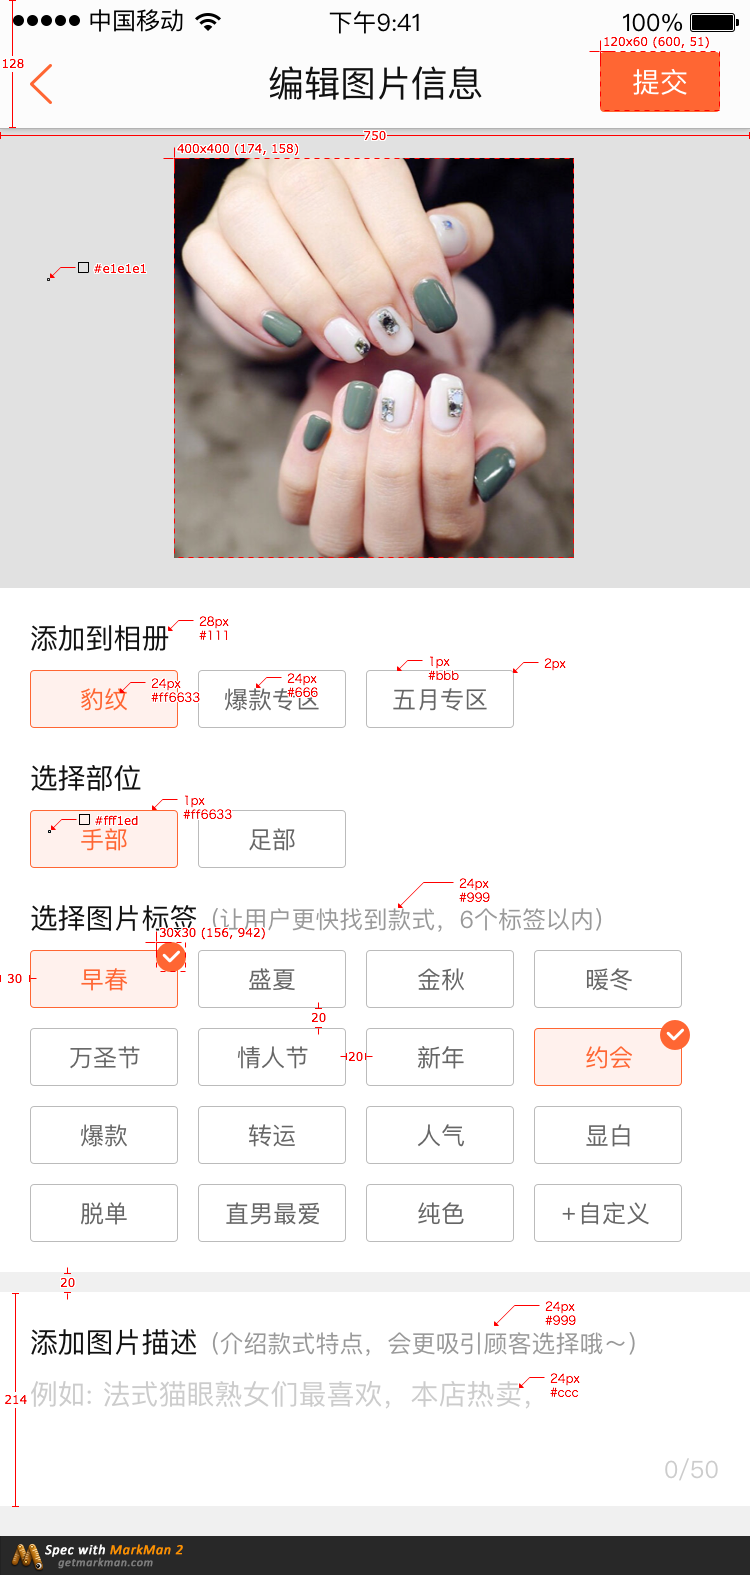 中国移动 下午9:41 100%
120x60 (600, 51)
128
编辑图片信息 提交
750
400x400 (174, 158)
#e1e1e1
添加到相册
28px
#111
豹纹 爆款专区 五月专区
24px
#ff6633
24px
#666
1px
#bbb
2px
选择部位
1px
#ff6633
#fff1ed
手部 足部
24px
#999
选择图片标签（让用户更快找到款式，6个标签以内）
30x30 (156, 942)
30
早春 盛夏 金秋 暖冬
20
万圣节 情人节 20 新年 约会
爆款 转运 人气 显白
脱单 直男最爱 纯色 +自定义
20
24px
#999
添加图片描述（介绍款式特点，会更吸引顾客选择哦～）
24px
#ccc
214
例如: 法式猫眼熟女们最喜欢，本店热卖，
0/50
Spec with MarkMan 2
getmarkman.com